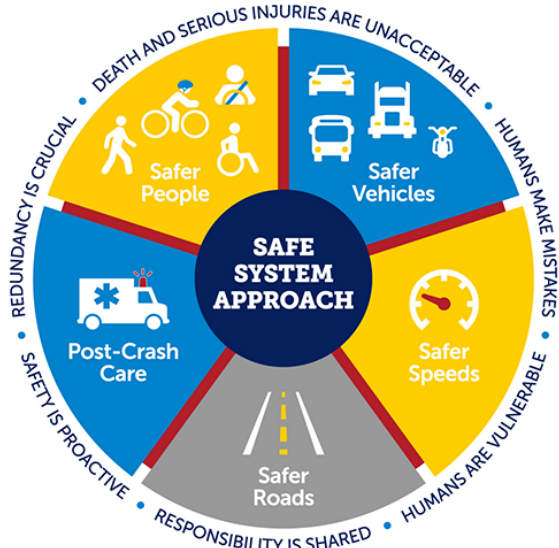 DEATH AND SERIOUS INJURIES ARE UNACCEPTABLE
HUMANS MAKE MISTAKES
HUMANS ARE VULNERABLE
RESPONSIBILITY IS SHARED
SAFETY IS PROACTIVE
REDUNDANCY IS CRUCIAL
Safer
People
Safer
Vehicles
SAFE
SYSTEM
APPROACH
Post-Crash
Care
Safer
Speeds
Safer
Roads